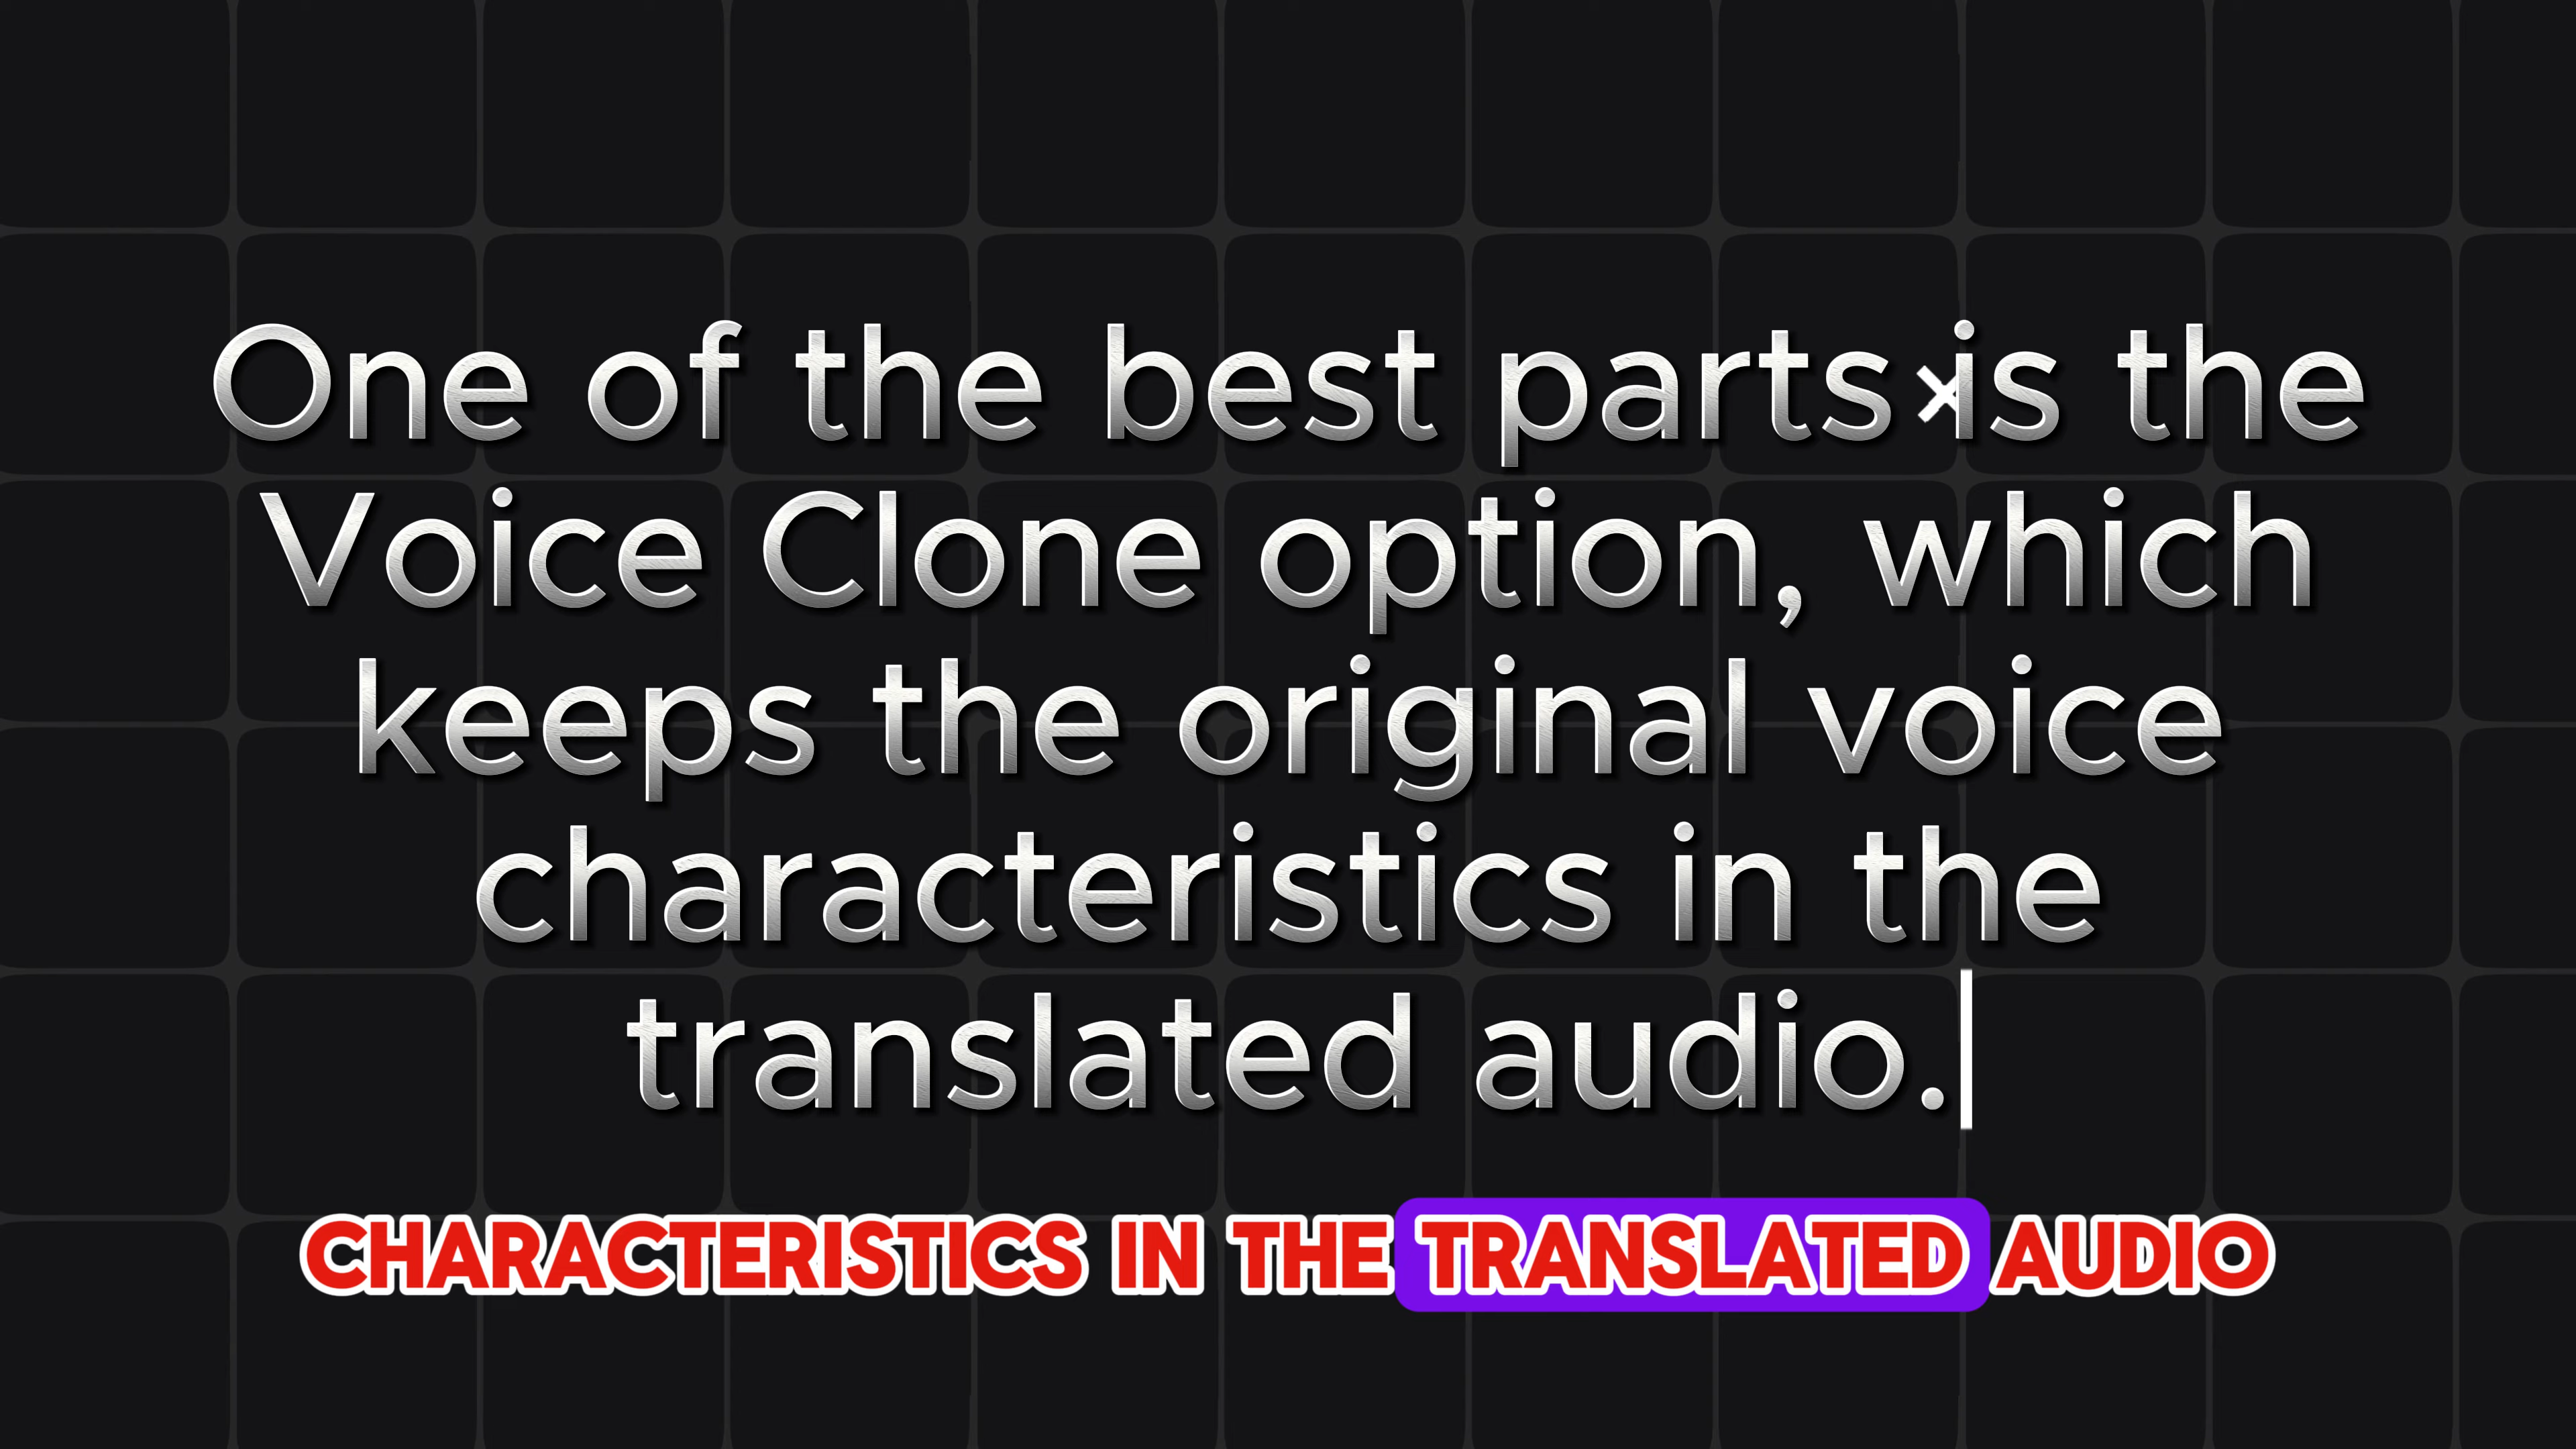 One of the best parts is the
Voice Clone option, which
keeps the original voice
characteristics in the
translated audio.
CHARACTERISTICS IN THE TRANSLATED AUDIO